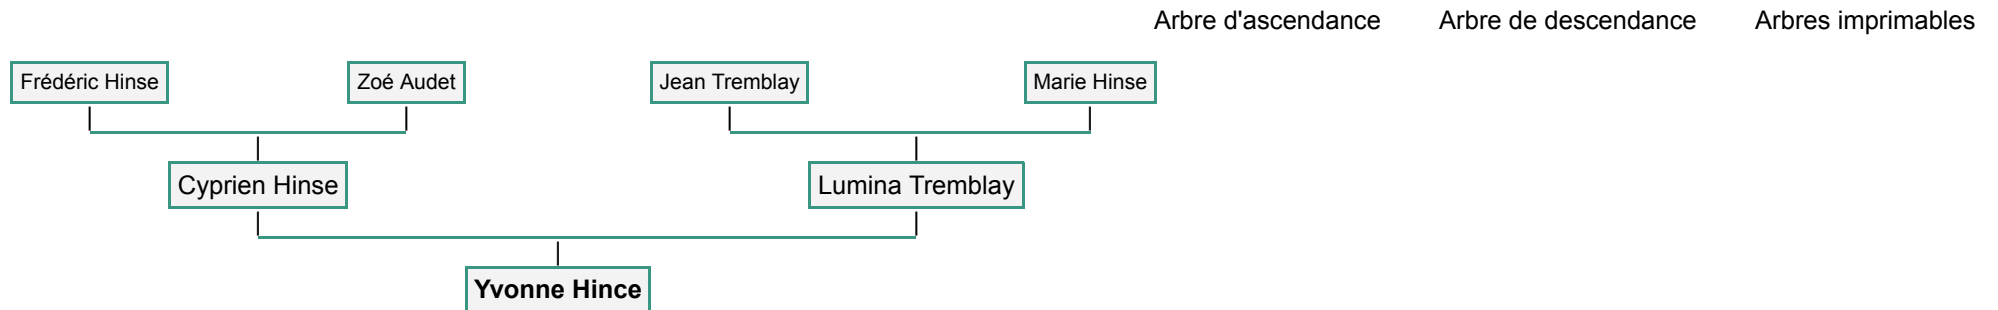 Arbre d'ascendance Arbre de descendance Arbres imprimables
Frédéric Hinse Zoé Audet Jean Tremblay Marie Hinse
Cyprien Hinse Lumina Tremblay
Yvonne Hince